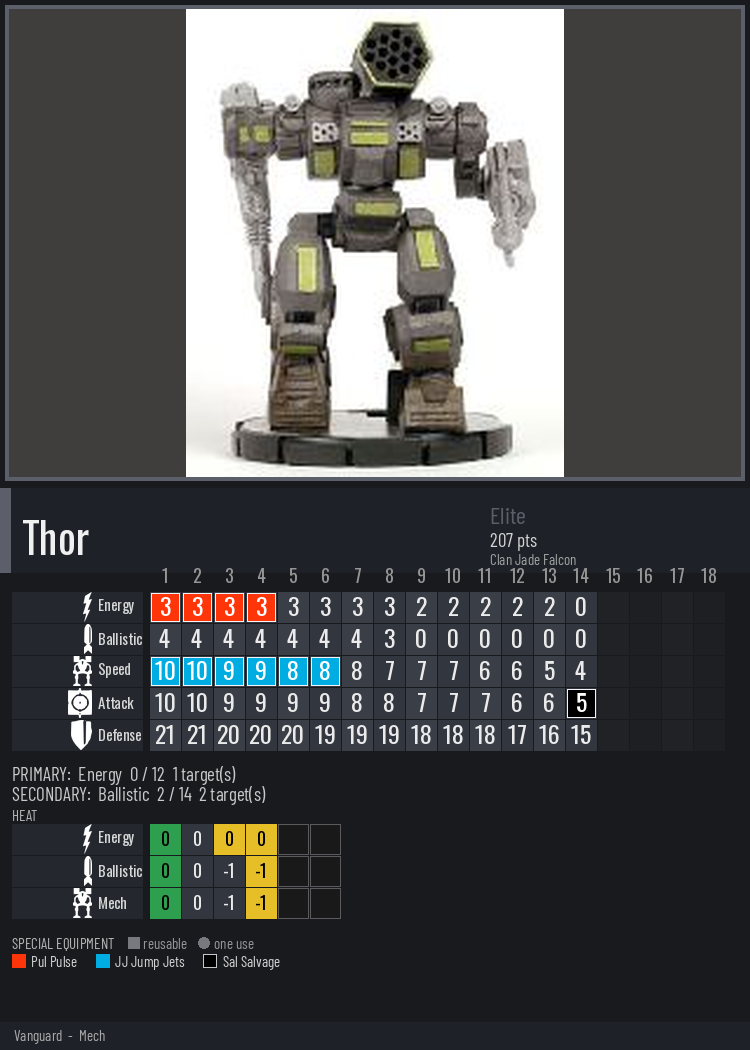 Thor
Elite
207 pts
Clan Jade Falcon
1 2 3 4 5 6 7 8 9 10 11 12 13 14 15 16 17 18
Energy 3 3 3 3 3 3 3 3 2 2 2 2 2 0
Ballistic 4 4 4 4 4 4 4 3 0 0 0 0 0 0
Speed 10 10 9 9 8 8 8 7 7 7 6 6 5 4
Attack 10 10 9 9 9 9 8 8 7 7 7 6 6 5
Defense 21 21 20 20 20 19 19 19 18 18 18 17 16 15
PRIMARY: Energy 0 / 12 1 target(s)
SECONDARY: Ballistic 2 / 14 2 target(s)
HEAT
Energy 0 0 0 0
Ballistic 0 0 -1 -1
Mech 0 0 -1 -1
SPECIAL EQUIPMENT reusable one use
Pul Pulse JJ Jump Jets Sal Salvage
Vanguard - Mech